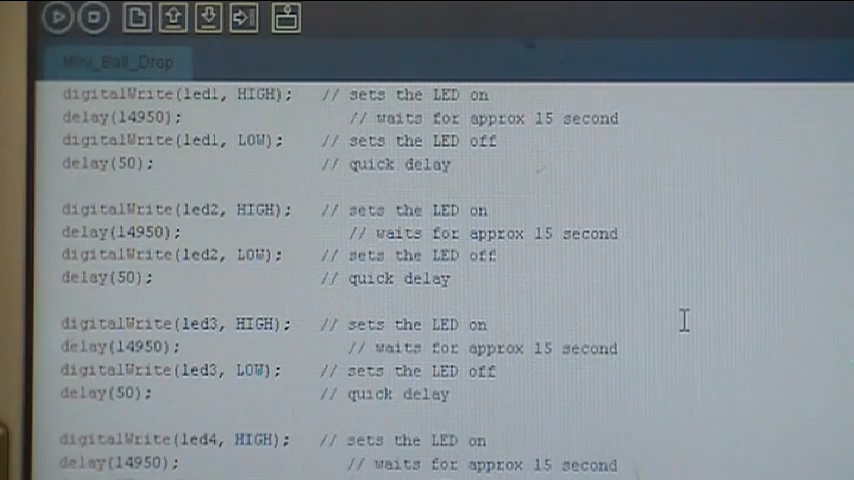 Mini_Ball_Drop
digitalWrite(led1, HIGH);   // sets the LED on
delay(14950);                  // waits for approx 15 second
digitalWrite(led1, LOW);    // sets the LED off
delay(50);                  // quick delay

digitalWrite(led2, HIGH);   // sets the LED on
delay(14950);                  // waits for approx 15 second
digitalWrite(led2, LOW);    // sets the LED off
delay(50);                  // quick delay

digitalWrite(led3, HIGH);   // sets the LED on
delay(14950);                  // waits for approx 15 second
digitalWrite(led3, LOW);    // sets the LED off
delay(50);                  // quick delay

digitalWrite(led4, HIGH);   // sets the LED on
delay(14950);                  // waits for approx 15 second